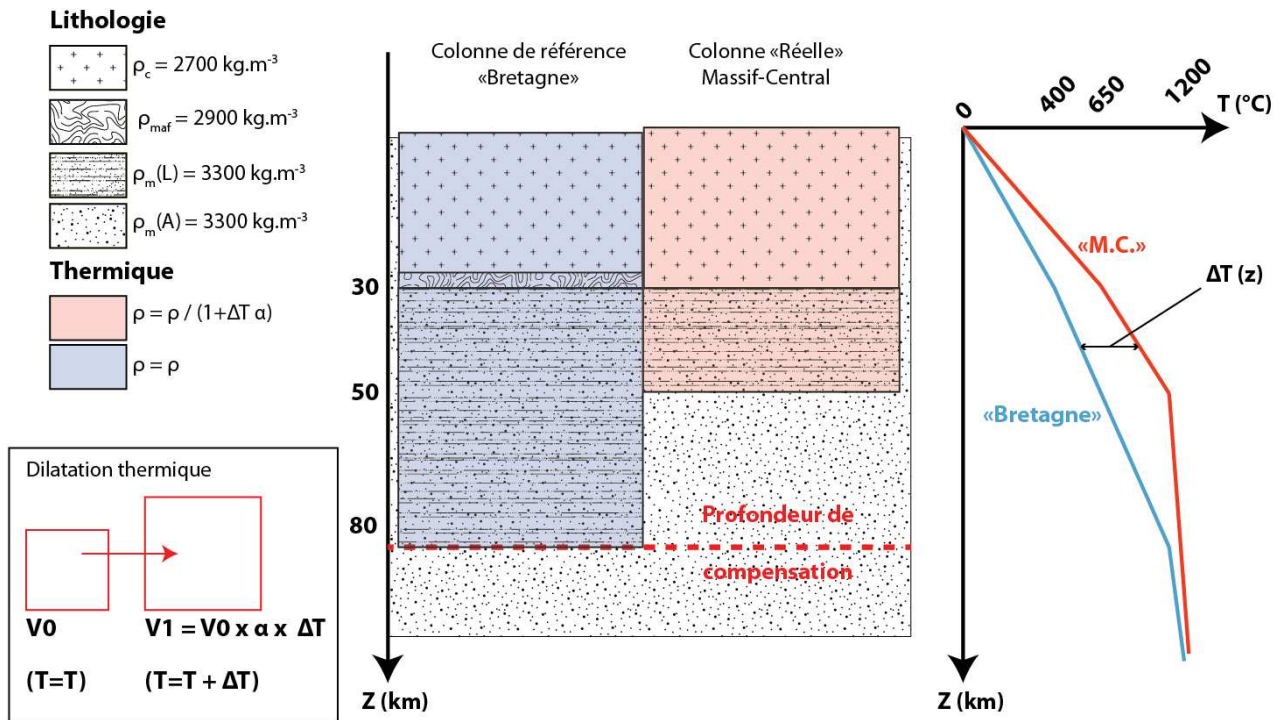 Lithologie
ρc = 2700 kg.m-3
ρmaf = 2900 kg.m-3
ρm(L) = 3300 kg.m-3
ρm(A) = 3300 kg.m-3
Thermique
ρ = ρ / (1+ΔT α)
ρ = ρ
Dilatation thermique
V0
V1 = V0 x α x ΔT
(T=T)
(T=T + ΔT)
Colonne de référence
«Bretagne»
Colonne «Réelle»
Massif-Central
30
50
80
Profondeur de
compensation
Z (km)
0
400
650
1200
T (°C)
«M.C.»
ΔT (z)
«Bretagne»
Z (km)